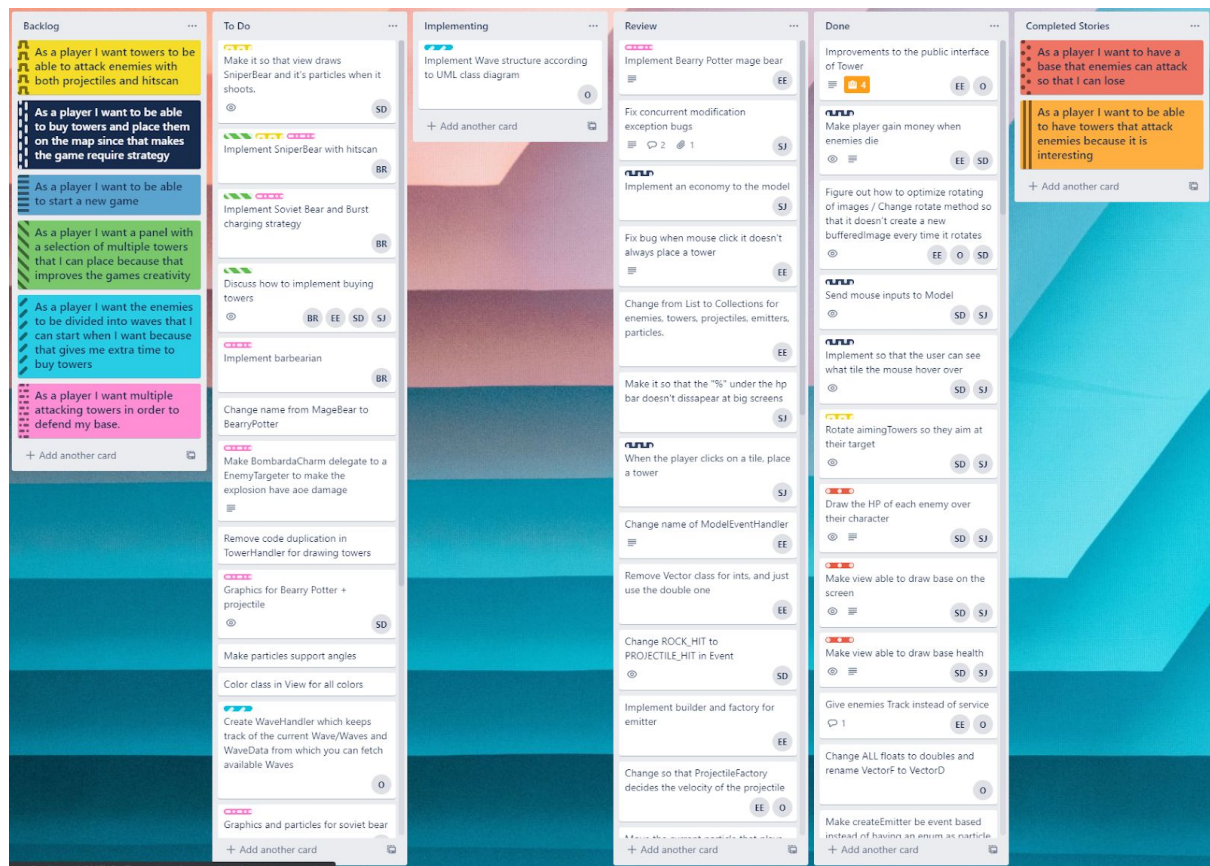 Backlog
As a player I want towers to be
able to attack enemies with
both projectiles and hitscan
As a player I want to be able
to buy towers and place them
on the map since that makes
the game require strategy
As a player I want to be able
to start a new game
As a player I want a panel with
a selection of multiple towers
that I can place because that
improves the games creativity
As a player I want the enemies
to be divided into waves that I
can start when I want because
that gives me extra time to
buy towers
As a player I want multiple
attacking towers in order to
defend my base.
+ Add another card
To Do
Make it so that view draws
SniperBear and it's particles when it
shoots.
SD
Implement SniperBear with hitscan
BR
Implement Soviet Bear and Burst
charging strategy
BR
Discuss how to implement buying
towers
BR EE SD SJ
Implement barbearian
BR
Change name from MageBear to
BearryPotter
Make BombardaCharm delegate to a
EnemyTargeter to make the
explosion have aoe damage
Remove code duplication in
TowerHandler for drawing towers
Graphics for Bearry Potter +
projectile
SD
Make particles support angles
Color class in View for all colors
Create WaveHandler which keeps
track of the current Wave/Waves and
WaveData from which you can fetch
available Waves
O
Graphics and particles for soviet bear
+ Add another card
Implementing
Implement Wave structure according
to UML class diagram
O
+ Add another card
Review
Implement Bearry Potter mage bear
EE
Fix concurrent modification
exception bugs
2 1 SJ
Implement an economy to the model
SJ
Fix bug when mouse click it doesn't
always place a tower
EE
Change from List to Collections for
enemies, towers, projectiles, emitters,
particles.
EE
Make it so that the "%" under the hp
bar doesn't dissapear at big screens
SJ
When the player clicks on a tile, place
a tower
SJ
Change name of ModelEventHandler
EE
Remove Vector class for ints, and just
use the double one
EE
Change ROCK_HIT to
PROJECTILE_HIT in Event
SD
Implement builder and factory for
emitter
EE
Change so that ProjectileFactory
decides the velocity of the projectile
EE O
+ Add another card
Done
Improvements to the public interface
of Tower
4 EE O
Make player gain money when
enemies die
EE SD
Figure out how to optimize rotating
of images / Change rotate method so
that it doesn't create a new
bufferedImage every time it rotates
EE O SD
Send mouse inputs to Model
SD SJ
Implement so that the user can see
what tile the mouse hover over
SD SJ
Rotate aimingTowers so they aim at
their target
SD SJ
Draw the HP of each enemy over
their character
SD SJ
Make view able to draw base on the
screen
SD SJ
Make view able to draw base health
SD SJ
Give enemies Track instead of service
1 EE O
Change ALL floats to doubles and
rename VectorF to VectorD
O
Make createEmitter be event based
instead of having an enum as particle
+ Add another card
Completed Stories
As a player I want to have a
base that enemies can attack
so that I can lose
As a player I want to be able
to have towers that attack
enemies because it is
interesting
+ Add another card